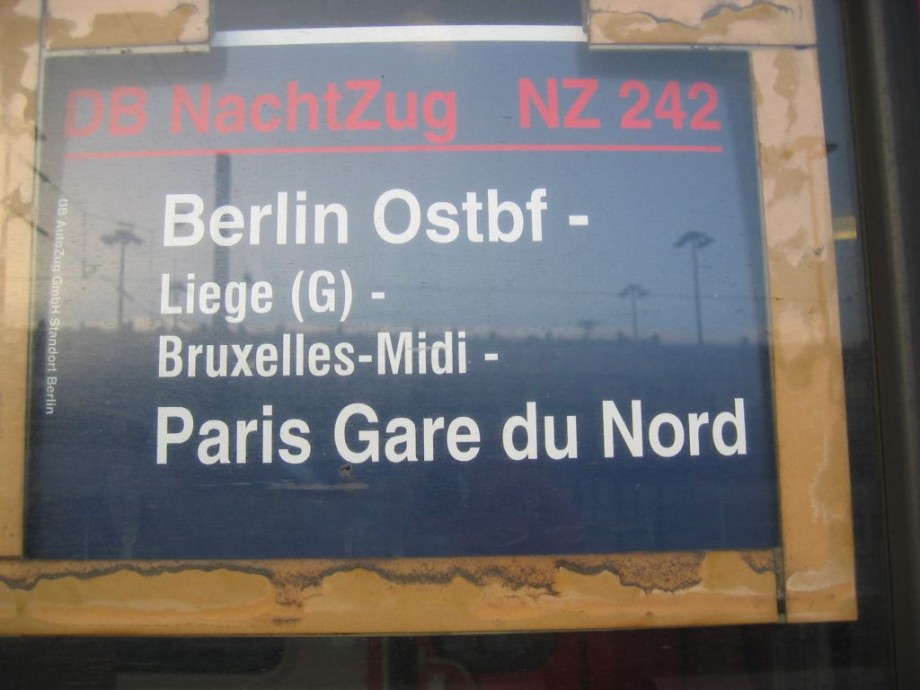 DB NachtZug NZ 242
Berlin Ostbf -
Liege (G) -
Bruxelles-Midi -
Paris Gare du Nord
DB AutoZug GmbH Standort Berlin